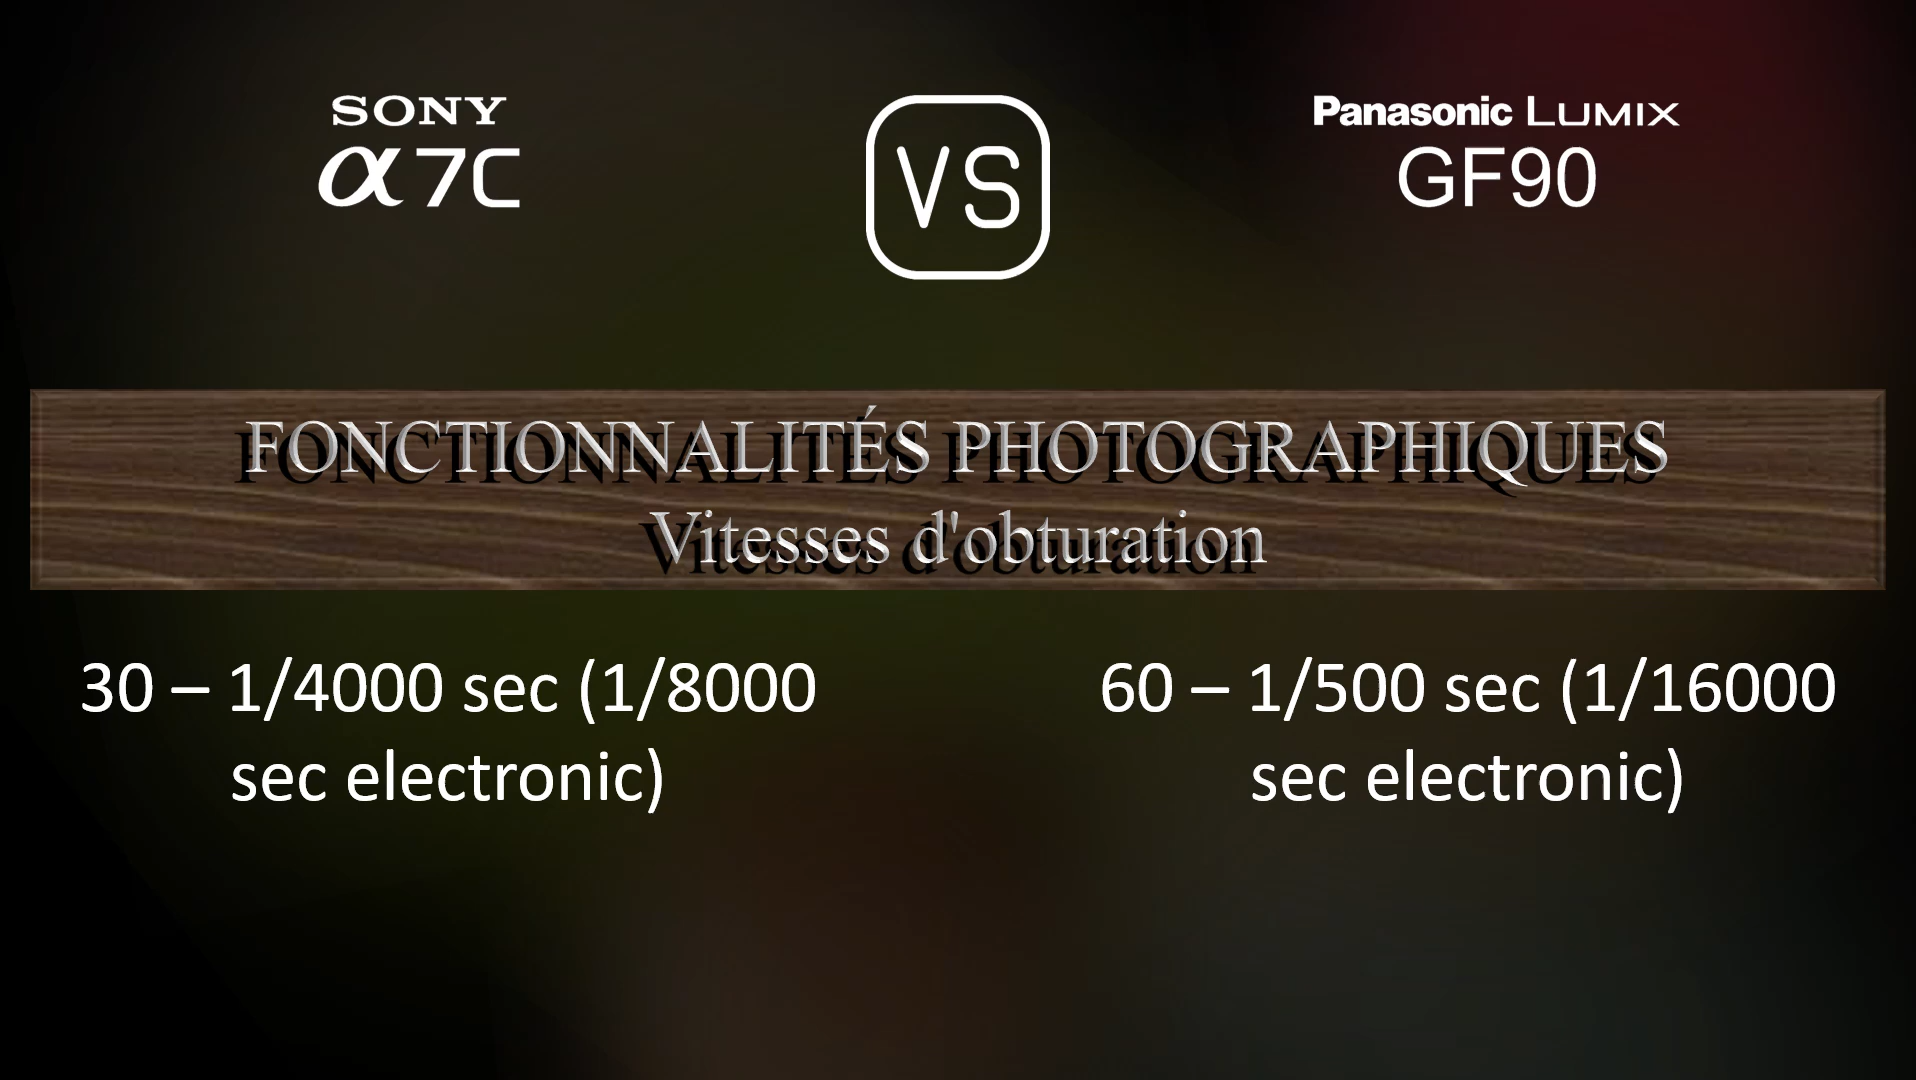 SONY
α7C
VS
Panasonic LUMIX
GF90
FONCTIONNALITÉS PHOTOGRAPHIQUES
Vitesses d'obturation
30 – 1/4000 sec (1/8000
sec electronic)
60 – 1/500 sec (1/16000
sec electronic)